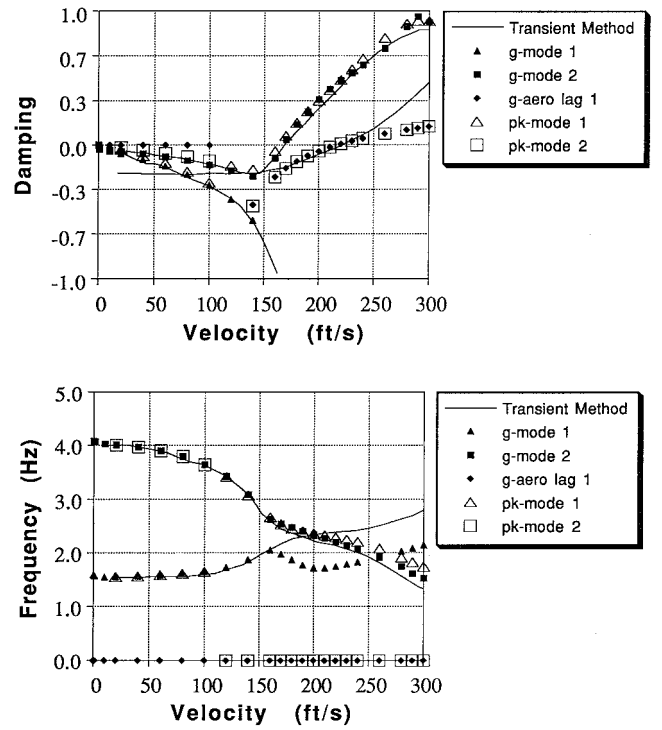 1.0
0.7
0.3
0.0
-0.3
-0.7
-1.0
Damping
0 50 100 150 200 250 300
Velocity (ft/s)
Transient Method
g-mode 1
g-mode 2
g-aero lag 1
pk-mode 1
pk-mode 2
5.0
4.0
3.0
2.0
1.0
0.0
Frequency (Hz)
0 50 100 150 200 250 300
Velocity (ft/s)
Transient Method
g-mode 1
g-mode 2
g-aero lag 1
pk-mode 1
pk-mode 2